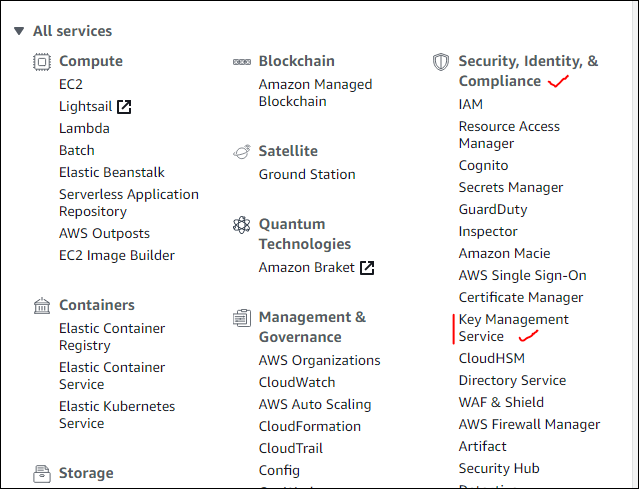 All services
Compute
EC2
Lightsail
Lambda
Batch
Elastic Beanstalk
Serverless Application
Repository
AWS Outposts
EC2 Image Builder
Containers
Elastic Container
Registry
Elastic Container
Service
Elastic Kubernetes
Service
Storage
Blockchain
Amazon Managed
Blockchain
Satellite
Ground Station
Quantum
Technologies
Amazon Braket
Management &
Governance
AWS Organizations
CloudWatch
AWS Auto Scaling
CloudFormation
CloudTrail
Config
Security, Identity, &
Compliance
IAM
Resource Access
Manager
Cognito
Secrets Manager
GuardDuty
Inspector
Amazon Macie
AWS Single Sign-On
Certificate Manager
Key Management
Service
CloudHSM
Directory Service
WAF & Shield
AWS Firewall Manager
Artifact
Security Hub